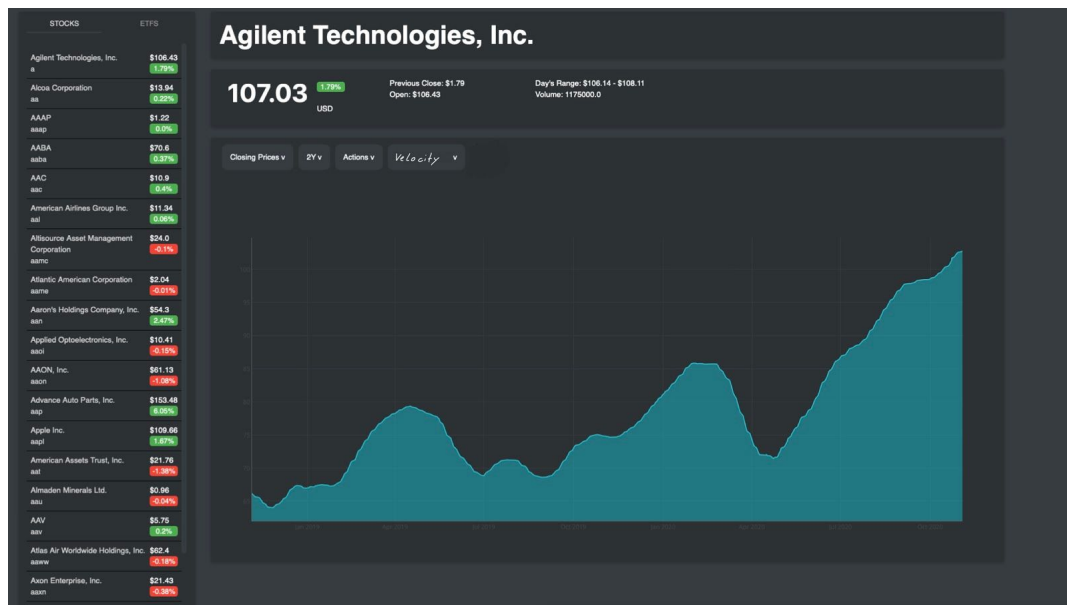 STOCKS ETFS
Agilent Technologies, Inc. $106.43
a 1.79%
Alcoa Corporation $13.94
aa 0.22%
AAAP $1.22
aaap 0.0%
AABA $70.6
aaba 0.37%
AAC $10.9
aac 0.4%
American Airlines Group Inc. $11.34
aal 0.06%
Altisource Asset Management $24.0
Corporation -0.1%
aamc
Atlantic American Corporation $2.04
aame -0.01%
Aaron's Holdings Company, Inc. $54.3
aan 2.47%
Applied Optoelectronics, Inc. $10.41
aaoi -0.15%
AAON, Inc. $61.13
aaon -1.08%
Advance Auto Parts, Inc. $153.48
aap 6.05%
Apple Inc. $109.66
aapl 1.67%
American Assets Trust, Inc. $21.76
aat -1.38%
Almaden Minerals Ltd. $0.96
aau -0.04%
AAV $5.75
aav 0.2%
Atlas Air Worldwide Holdings, Inc. $62.4
aaww -0.18%
Axon Enterprise, Inc. $21.43
aaxn -0.38%
Agilent Technologies, Inc.
107.03 1.79% USD
Previous Close: $1.79 Day's Range: $106.14 - $108.11
Open: $106.43 Volume: 1175000.0
Closing Prices v 2Y v Actions v Velocity v